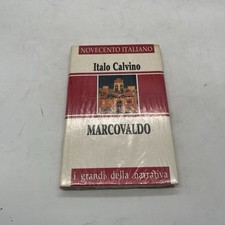 NOVECENTO ITALIANO
Italo Calvino
MARCOVALDO
i grandi della narrativa